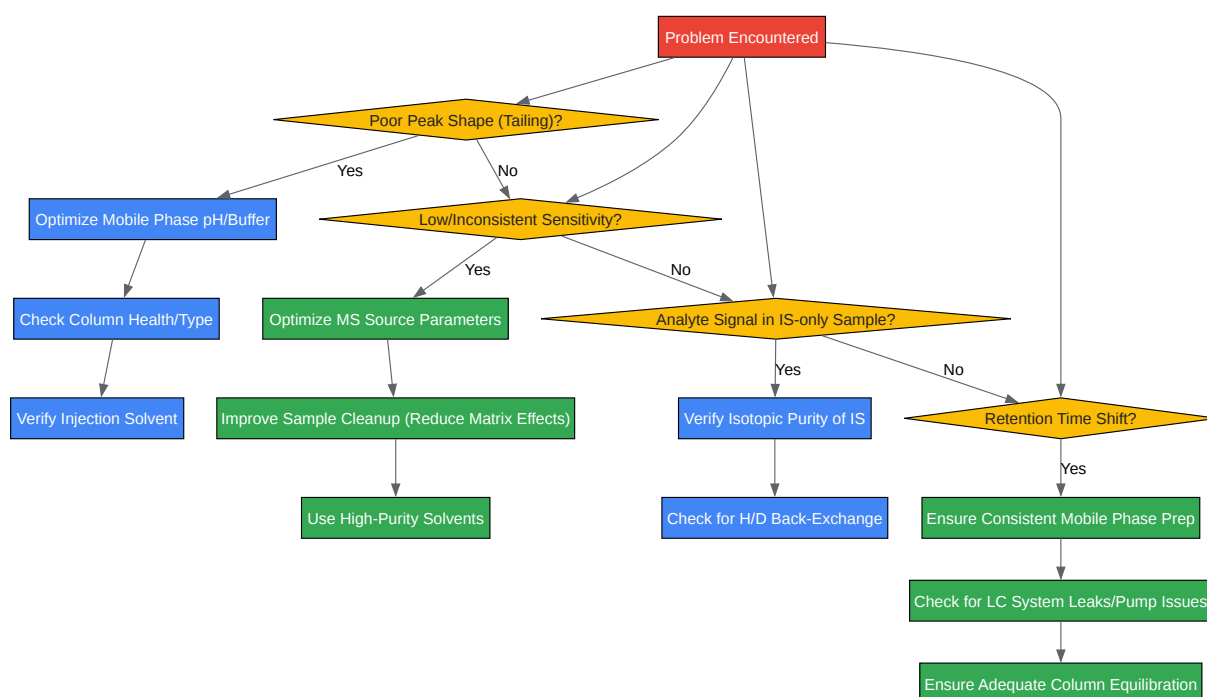 Problem Encountered
Poor Peak Shape (Tailing)?
Yes
No
Optimize Mobile Phase pH/Buffer
Low/Inconsistent Sensitivity?
Yes
No
Check Column Health/Type
Optimize MS Source Parameters
Analyte Signal in IS-only Sample?
Yes
No
Verify Injection Solvent
Improve Sample Cleanup (Reduce Matrix Effects)
Verify Isotopic Purity of IS
Retention Time Shift?
Yes
Use High-Purity Solvents
Check for H/D Back-Exchange
Ensure Consistent Mobile Phase Prep
Check for LC System Leaks/Pump Issues
Ensure Adequate Column Equilibration